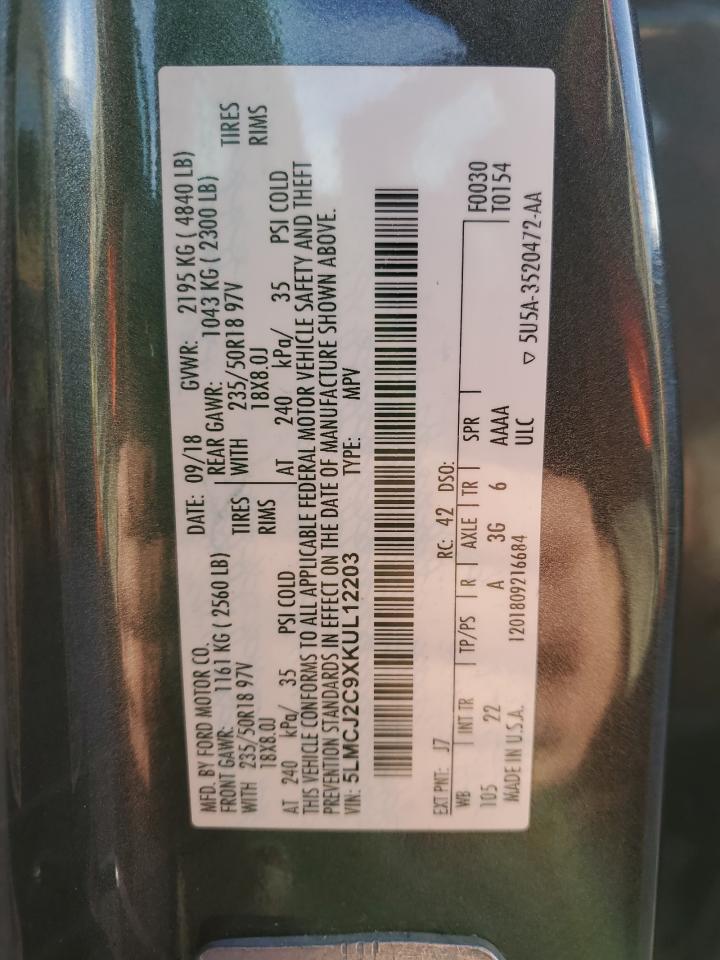 MFD. BY FORD MOTOR CO. DATE: 09/18 GVWR: 2195 KG ( 4840 LB)
FRONT GAWR: 1161 KG ( 2560 LB) REAR GAWR: 1043 KG ( 2300 LB)
WITH 235/50R18 97V TIRES WITH 235/50R18 97V TIRES
18X8.0J RIMS 18X8.0J RIMS
AT 240 kPa/ 35 PSI COLD AT 240 kPa/ 35 PSI COLD
THIS VEHICLE CONFORMS TO ALL APPLICABLE FEDERAL MOTOR VEHICLE SAFETY AND THEFT
PREVENTION STANDARDS IN EFFECT ON THE DATE OF MANUFACTURE SHOWN ABOVE.
VIN: 5LMCJ2C9XKUL12203 TYPE: MPV
EXT PNT: J7 RC: 42 DSO:
WB INT TR TP/PS R AXLE TR SPR F0030
105 22 A 3G 6 AAAA T0154
MADE IN U.S.A. 1201809216684 ULC
▽ 5U5A-3520472-AA